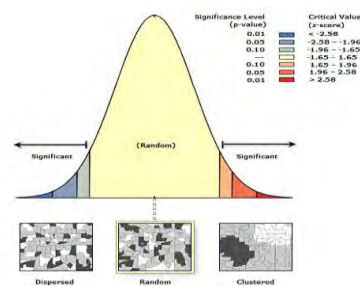 Significance Level (p-value)
Critical Value (z-score)
0.01 < -2.58
0.05 -2.58 - -1.96
0.10 -1.96 - -1.65
— -1.65 - 1.65
0.10 1.65 - 1.96
0.05 1.96 - 2.58
0.01 > 2.58
(Random)
Significant
Significant
Dispersed
Random
Clustered